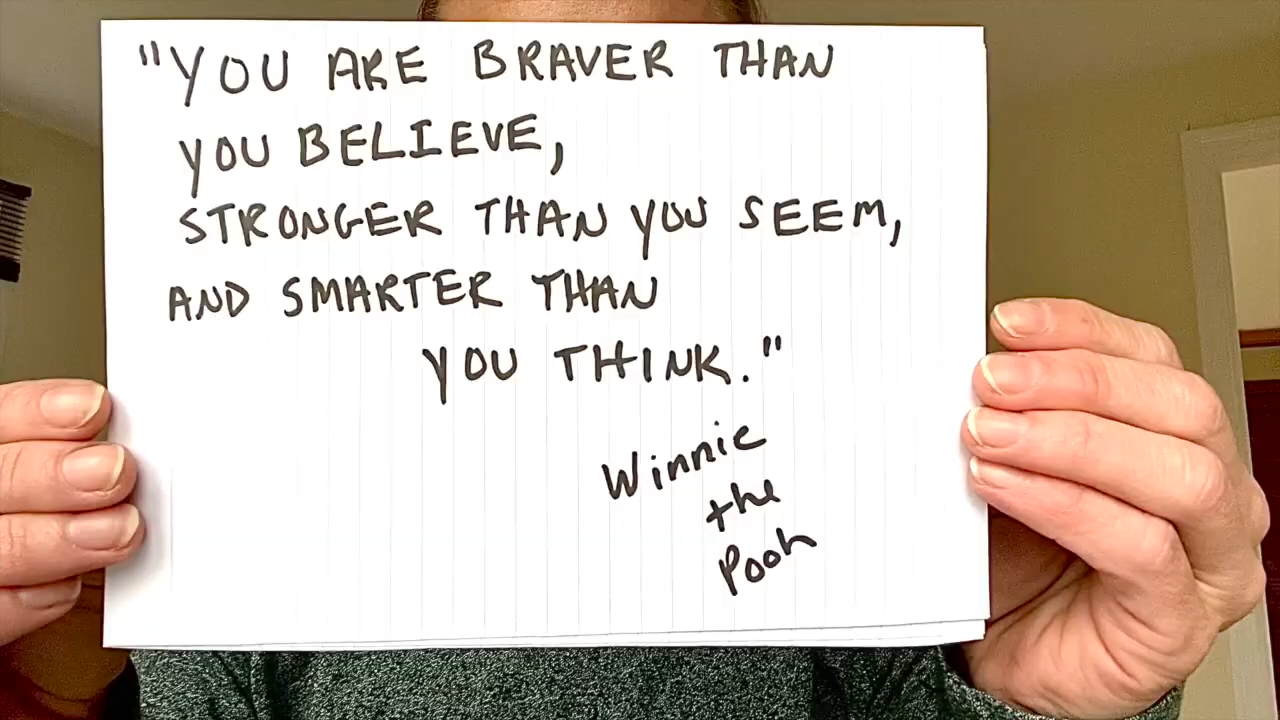 "YOU ARE BRAVER THAN
YOU BELIEVE,
STRONGER THAN YOU SEEM,
AND SMARTER THAN
YOU THINK."
Winnie
the
Pooh